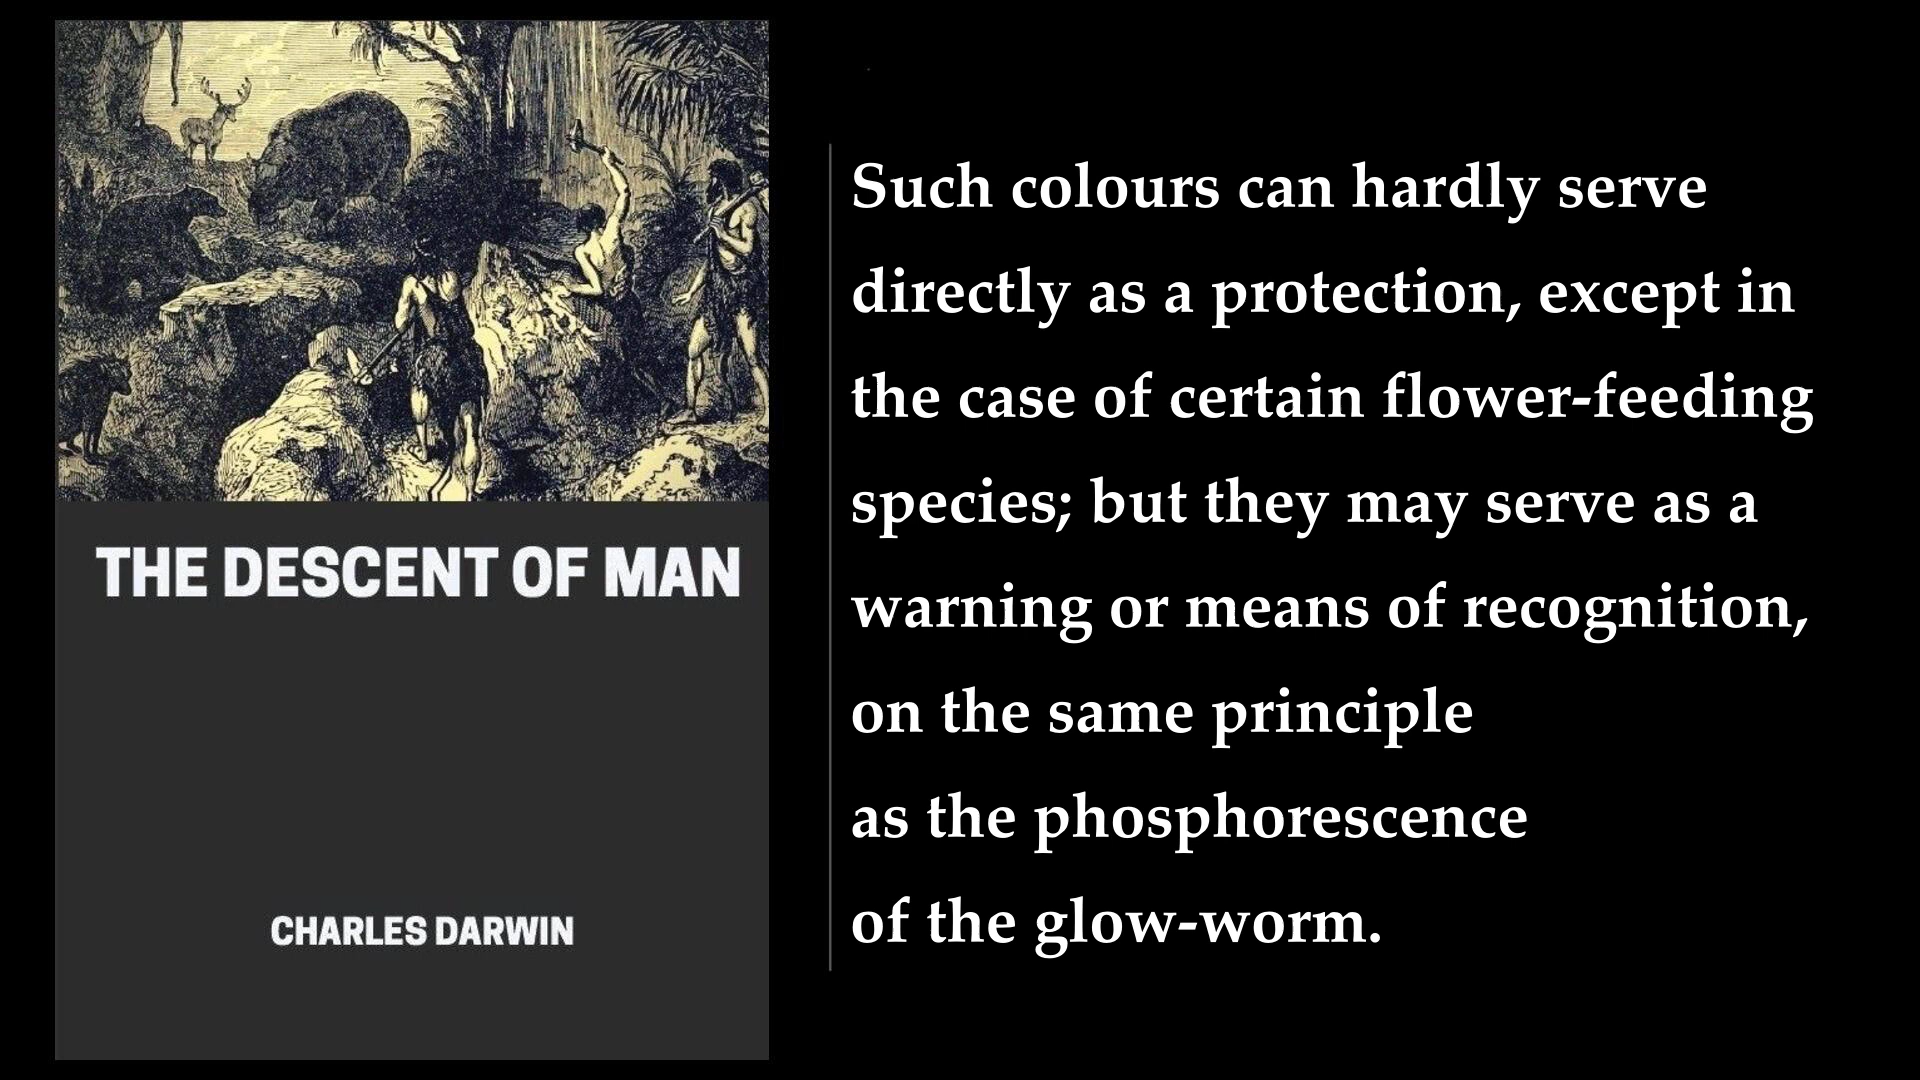 THE DESCENT OF MAN
CHARLES DARWIN
Such colours can hardly serve
directly as a protection, except in
the case of certain flower-feeding
species; but they may serve as a
warning or means of recognition,
on the same principle
as the phosphorescence
of the glow-worm.